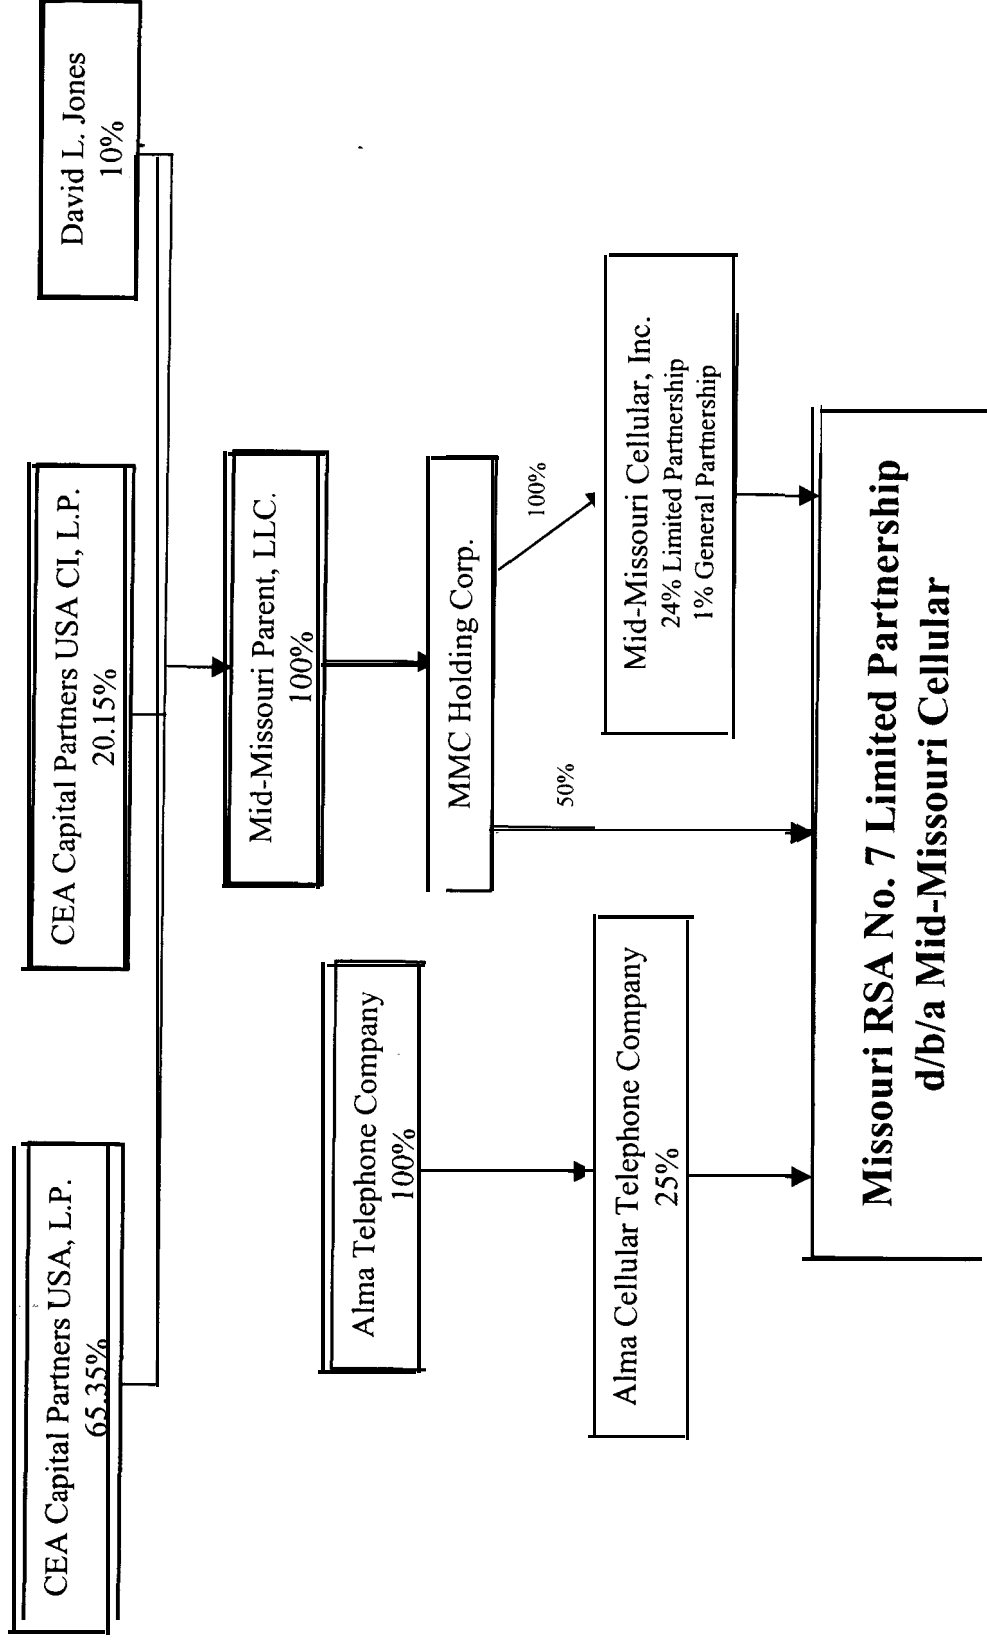 CEA Capital Partners USA, L.P.
65.35%
CEA Capital Partners USA CI, L.P.
20.15%
David L. Jones
10%
Mid-Missouri Parent, LLC.
100%
Alma Telephone Company
100%
MMC Holding Corp.
50%
100%
Alma Cellular Telephone Company
25%
Mid-Missouri Cellular, Inc.
24% Limited Partnership
1% General Partnership
Missouri RSA No. 7 Limited Partnership
d/b/a Mid-Missouri Cellular